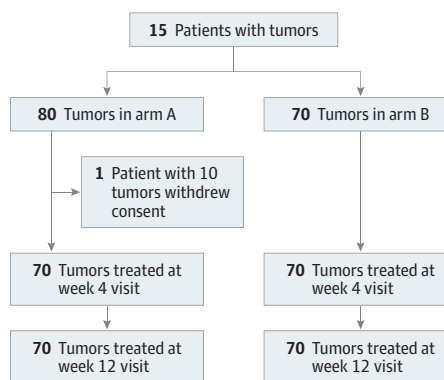 15 Patients with tumors
80 Tumors in arm A
70 Tumors in arm B
1 Patient with 10
tumors withdrew
consent
70 Tumors treated at
week 4 visit
70 Tumors treated at
week 4 visit
70 Tumors treated at
week 12 visit
70 Tumors treated at
week 12 visit